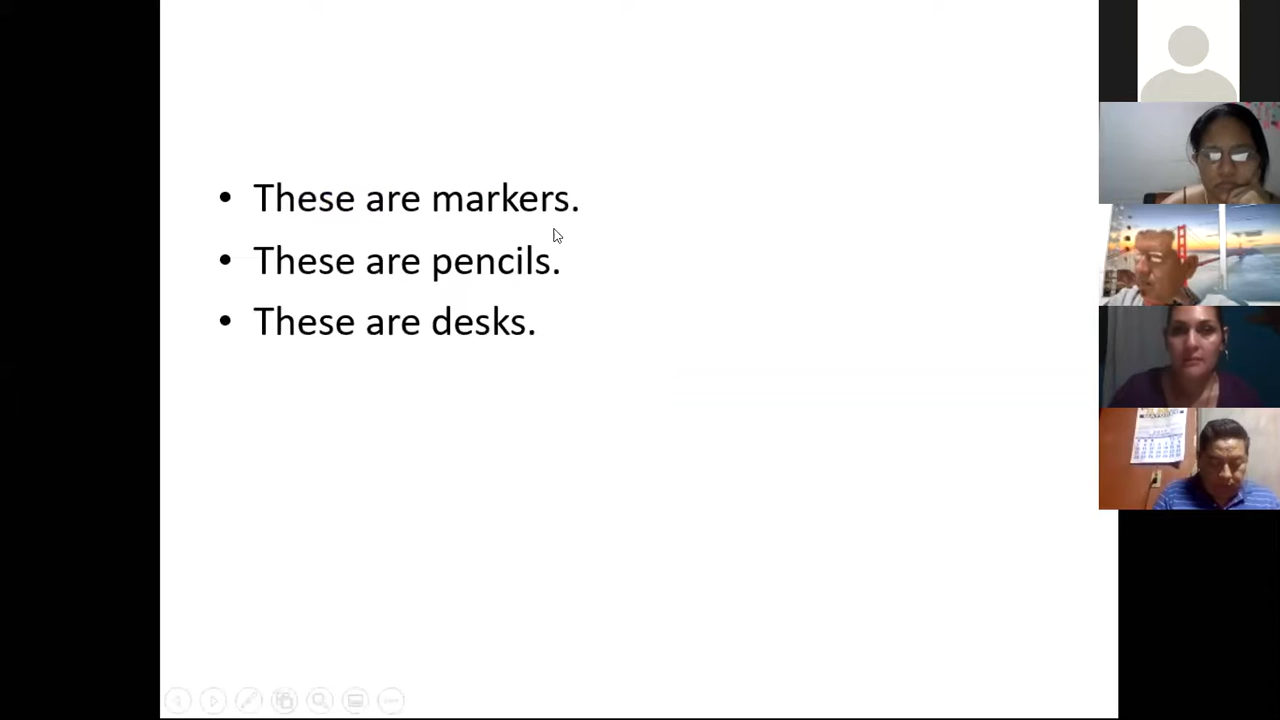 • These are markers.
• These are pencils.
• These are desks.